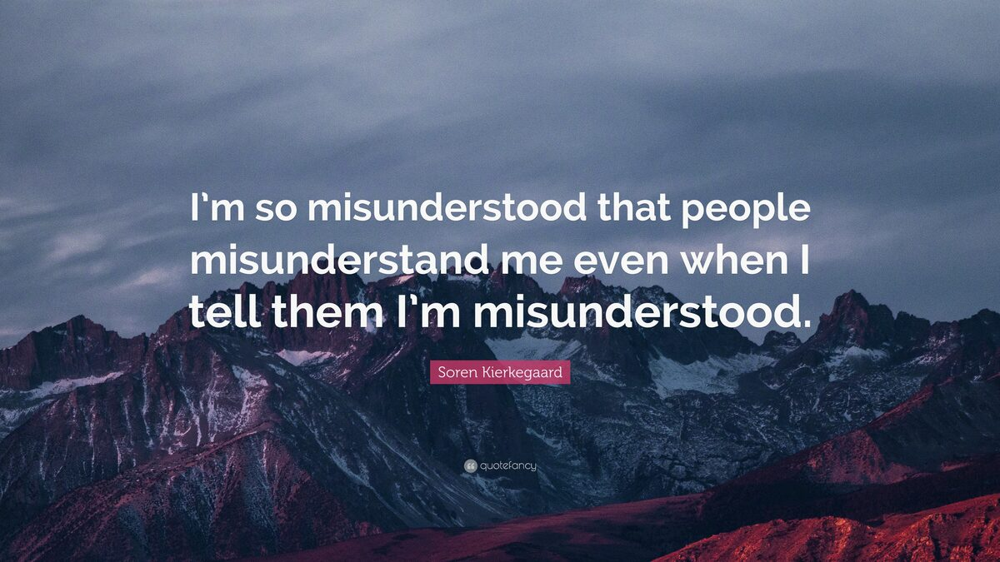 I’m so misunderstood that people
misunderstand me even when I
tell them I’m misunderstood.
Soren Kierkegaard
quotefancy